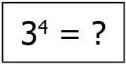 3⁴ = ?